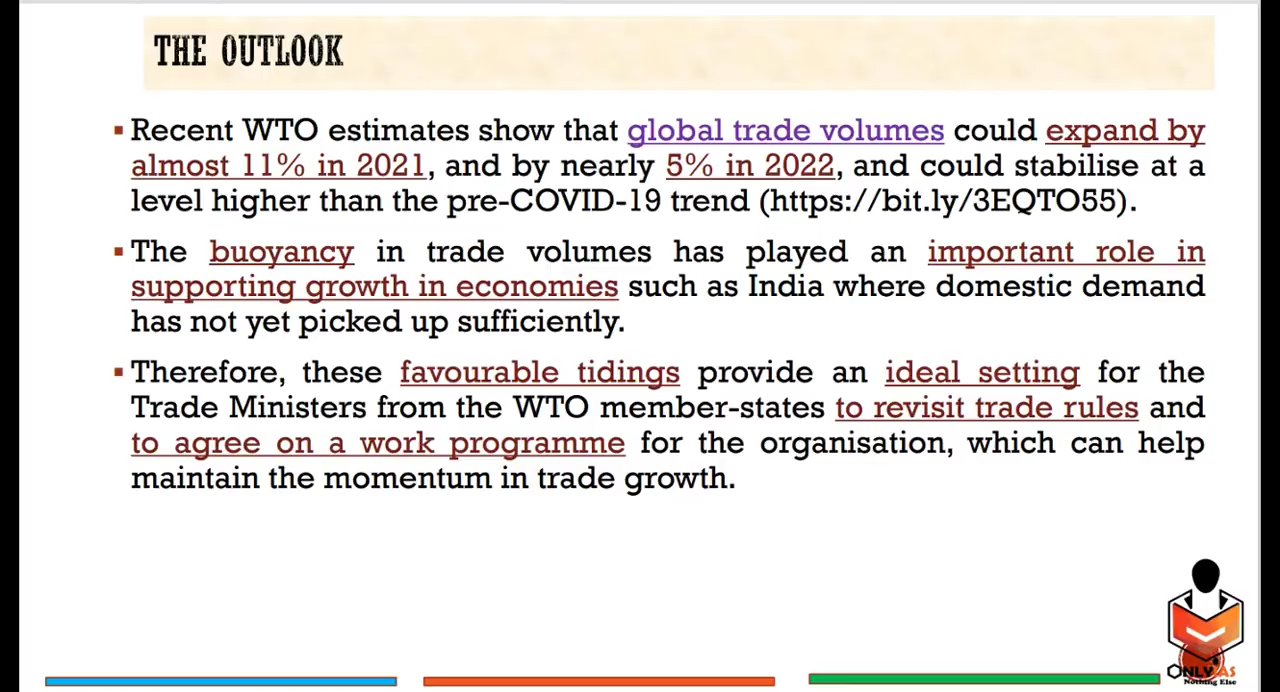 THE OUTLOOK
▪ Recent WTO estimates show that global trade volumes could expand by
almost 11% in 2021, and by nearly 5% in 2022, and could stabilise at a
level higher than the pre-COVID-19 trend (https://bit.ly/3EQTO55).
▪ The buoyancy in trade volumes has played an important role in
supporting growth in economies such as India where domestic demand
has not yet picked up sufficiently.
▪ Therefore, these favourable tidings provide an ideal setting for the
Trade Ministers from the WTO member-states to revisit trade rules and
to agree on a work programme for the organisation, which can help
maintain the momentum in trade growth.
ONLY IAS
Nothing Else